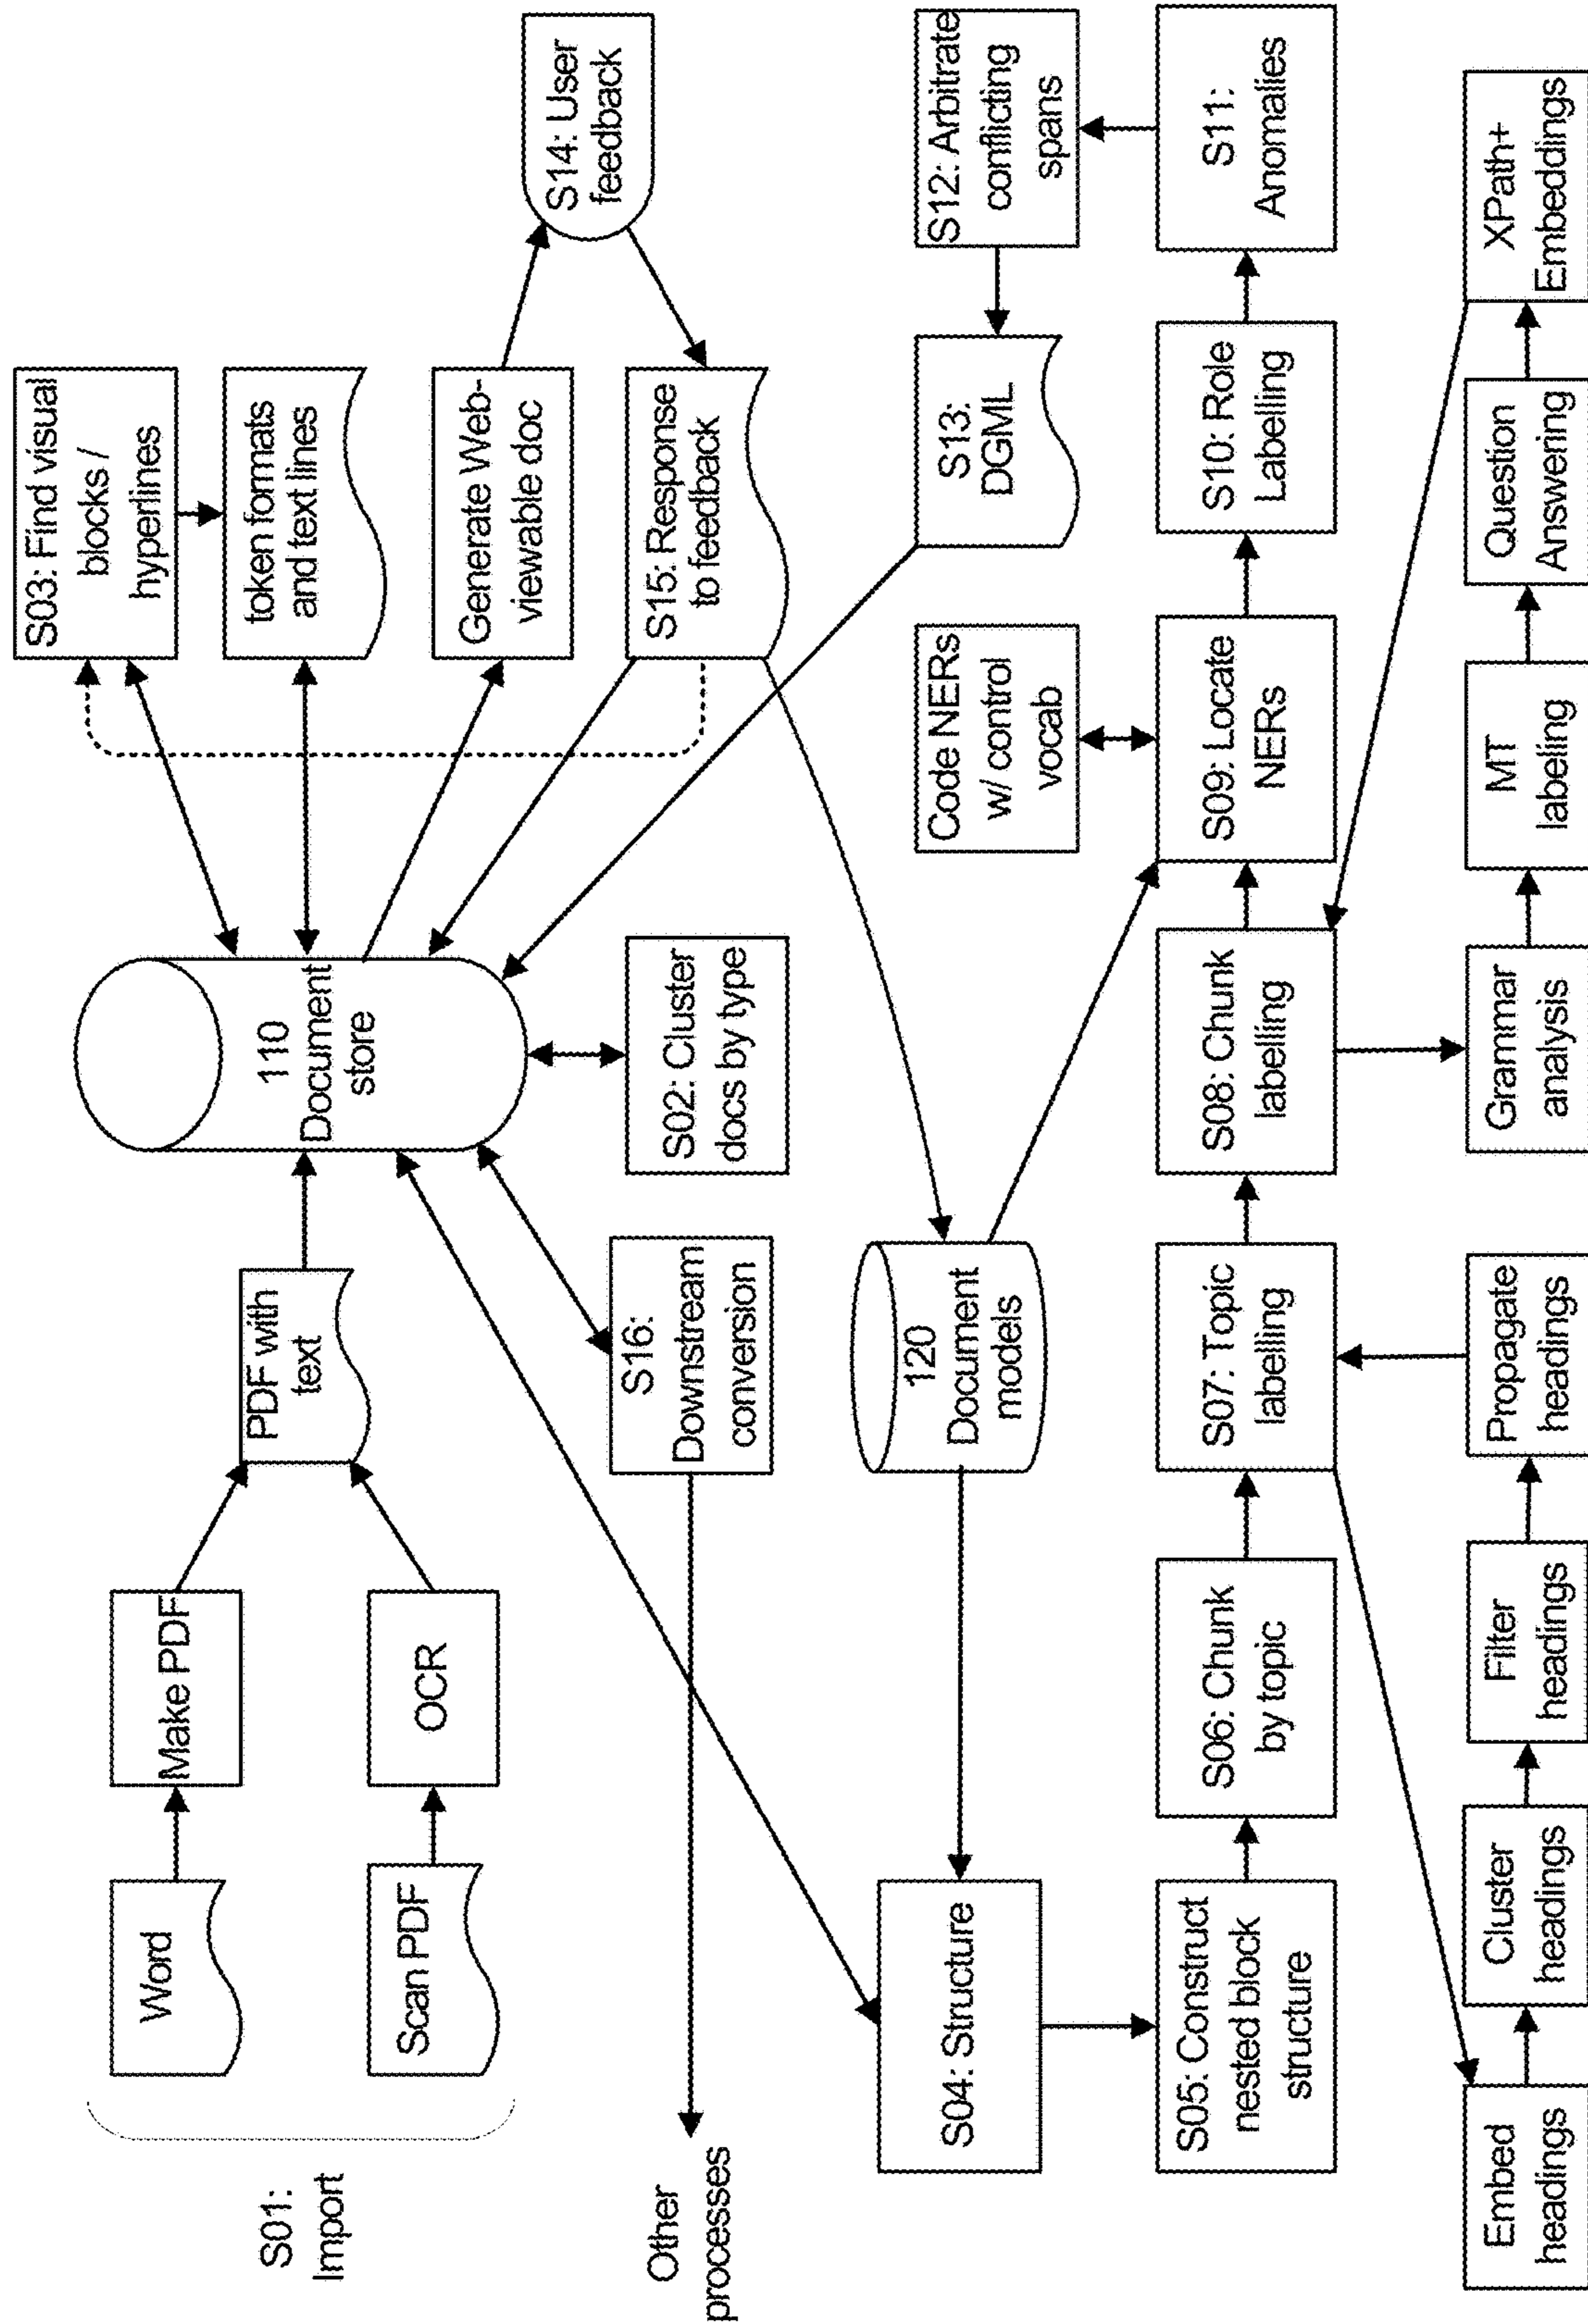 S01:
Import
Word
Make PDF
Scan PDF
OCR
PDF with
text
110
Document
store
S03: Find visual
blocks /
hyperlines
token formats
and text lines
Generate Web-
viewable doc
S15: Response
to feedback
S14: User
feedback
Other
processes
S16:
Downstream
conversion
S02: Cluster
docs by type
S04: Structure
120
Document
models
Code NERs
w/ control
vocab
S13:
DGML
S12: Arbitrate
conflicting
spans
S05: Construct
nested block
structure
S06: Chunk
by topic
S07: Topic
labelling
S08: Chunk
labelling
S09: Locate
NERs
S10: Role
Labelling
S11:
Anomalies
Embed
headings
Cluster
headings
Filter
headings
Propagate
headings
Grammar
analysis
MT
labeling
Question
Answering
XPath+
Embeddings